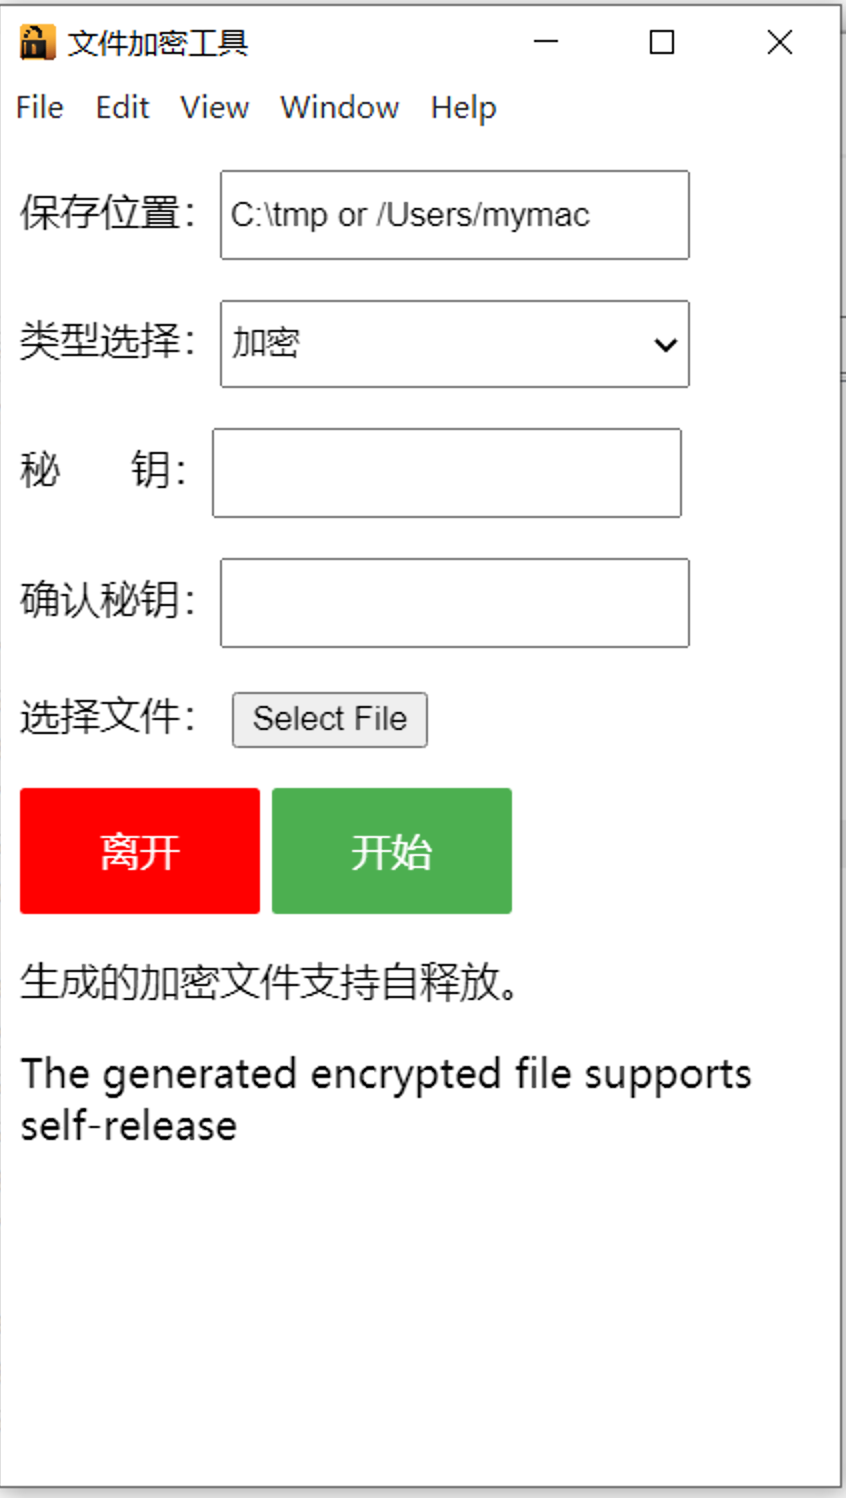 文件加密工具
File Edit View Window Help
保存位置： C:\tmp or /Users/mymac
类型选择： 加密
秘 钥：
确认秘钥：
选择文件： Select File
离开 开始
生成的加密文件支持自释放。
The generated encrypted file supports
self-release